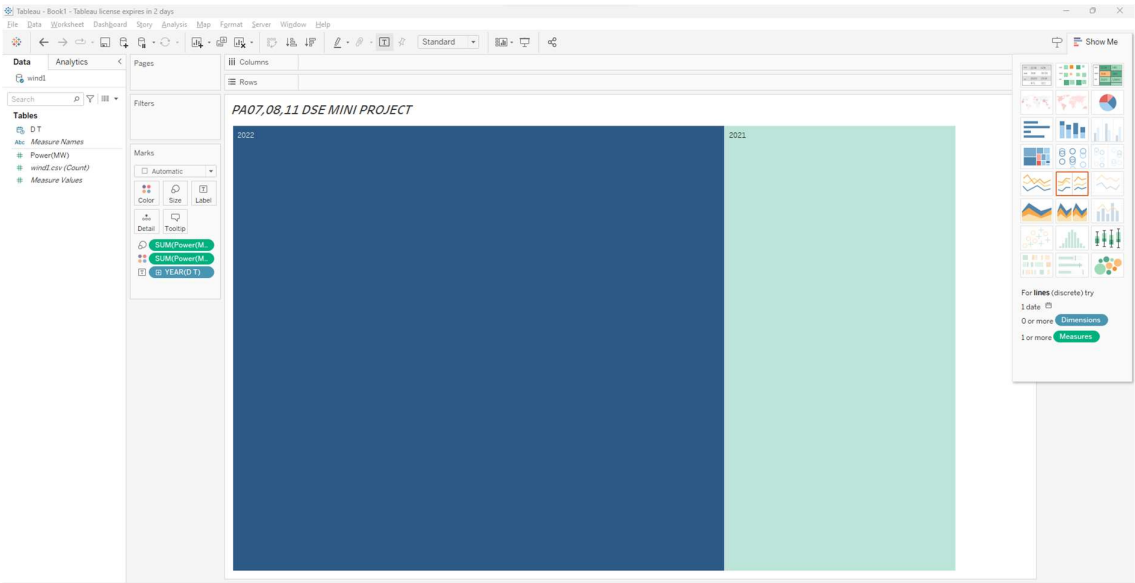 Tableau - Book1 - Tableau license expires in 2 days
File Data Worksheet Dashboard Story Analysis Map Format Server Window Help
Standard
Show Me
Data Analytics
Pages
Columns
wind1
Rows
Search
Filters
PA07,08,11 DSE MINI PROJECT
Tables
D T
Abc Measure Names
# Power(MW)
# wind1.csv (Count)
# Measure Values
Marks
Automatic
Color Size Label
Detail Tooltip
SUM(Power(M..
SUM(Power(M..
YEAR(D T)
2022
2021
For lines (discrete) try
1 date
0 or more Dimensions
1 or more Measures